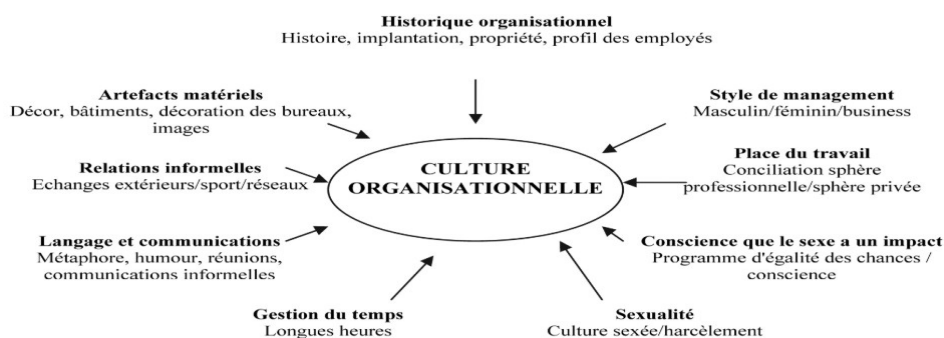 Historique organisationnel
Histoire, implantation, propriété, profil des employés
Artefacts matériels
Décor, bâtiments, décoration des bureaux,
images
Style de management
Masculin/féminin/business
Relations informelles
Echanges extérieurs/sport/réseaux
CULTURE
ORGANISATIONNELLE
Place du travail
Conciliation sphère
professionnelle/sphère privée
Langage et communications
Métaphore, humour, réunions,
communications informelles
Conscience que le sexe a un impact
Programme d'égalité des chances /
conscience
Gestion du temps
Longues heures
Sexualité
Culture sexée/harcèlement